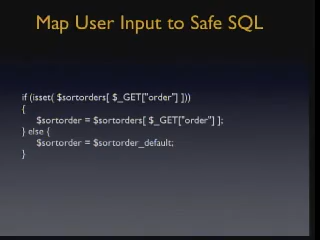 Map User Input to Safe SQL
if (isset( $sortorders[ $_GET["order"] ]))
{
$sortorder = $sortorders[ $_GET["order"] ];
} else {
$sortorder = $sortorder_default;
}